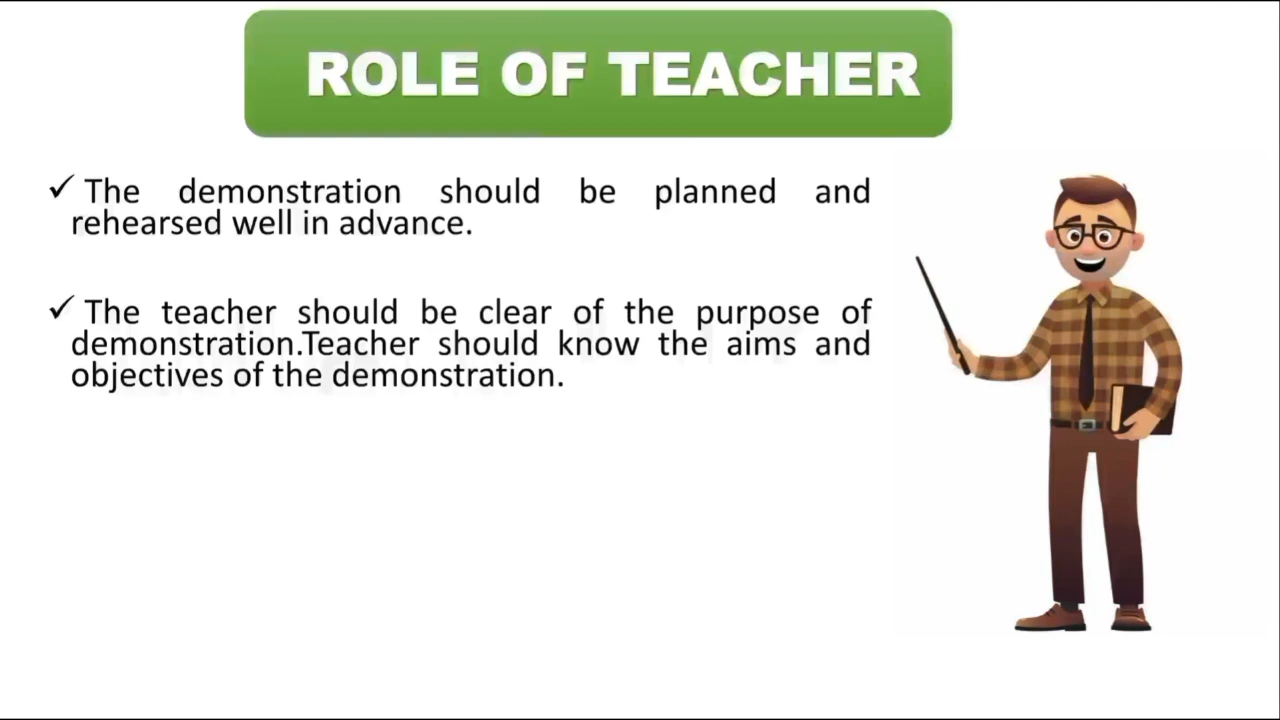 ROLE OF TEACHER
✓ The demonstration should be planned and
rehearsed well in advance.
✓ The teacher should be clear of the purpose of
demonstration.Teacher should know the aims and
objectives of the demonstration.